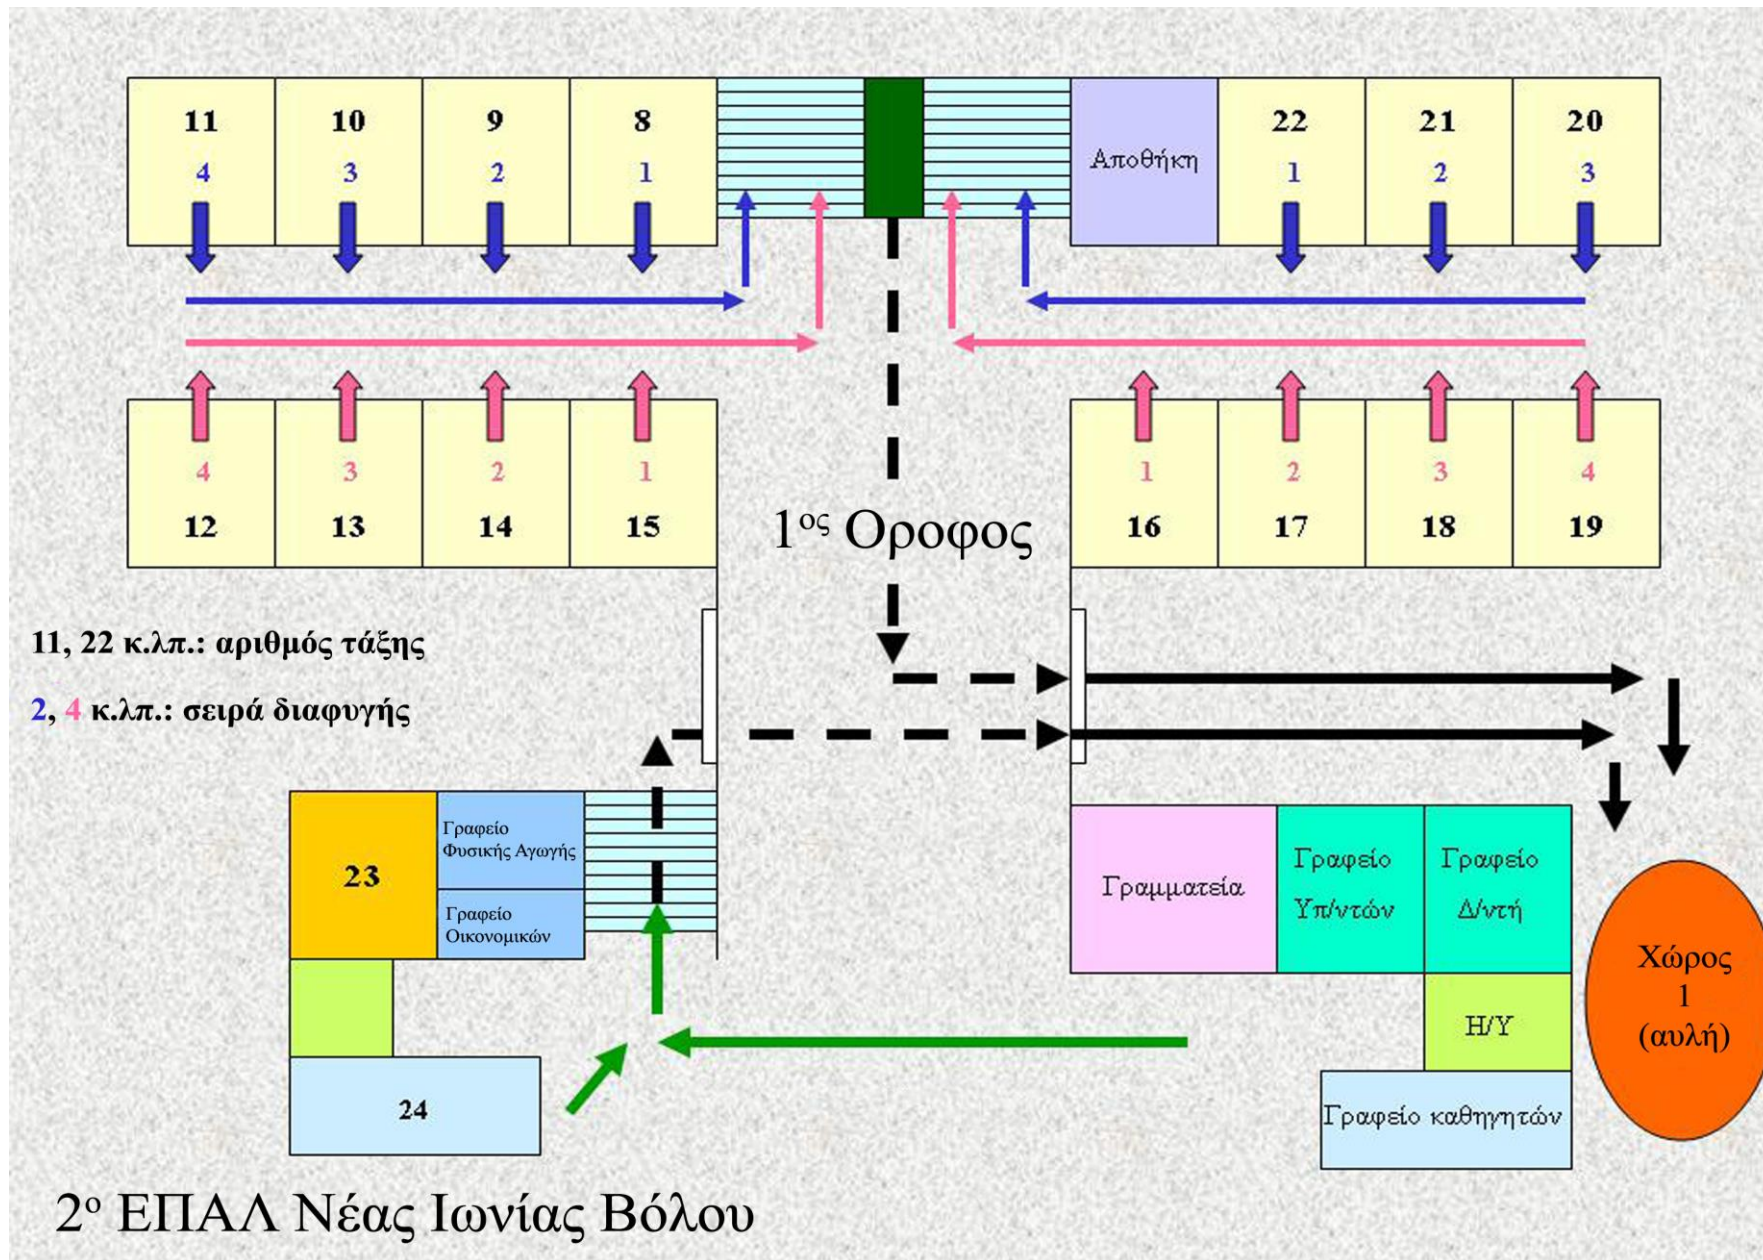 11 10 9 8 22 21 20
Αποθήκη
4 3 2 1 1 2 3
4 3 2 1 1 2 3 4
12 13 14 15 16 17 18 19
1ος Οροφος
11, 22 κ.λπ.: αριθμός τάξης
2, 4 κ.λπ.: σειρά διαφυγής
23
Γραφείο
Φυσικής Αγωγής
Γραφείο
Οικονομικών
Γραμματεία
Γραφείο
Υπ/ντών
Γραφείο
Δ/ντή
Χώρος
1
(αυλή)
Η/Υ
24
Γραφείο καθηγητών
2ο ΕΠΑΛ Νέας Ιωνίας Βόλου